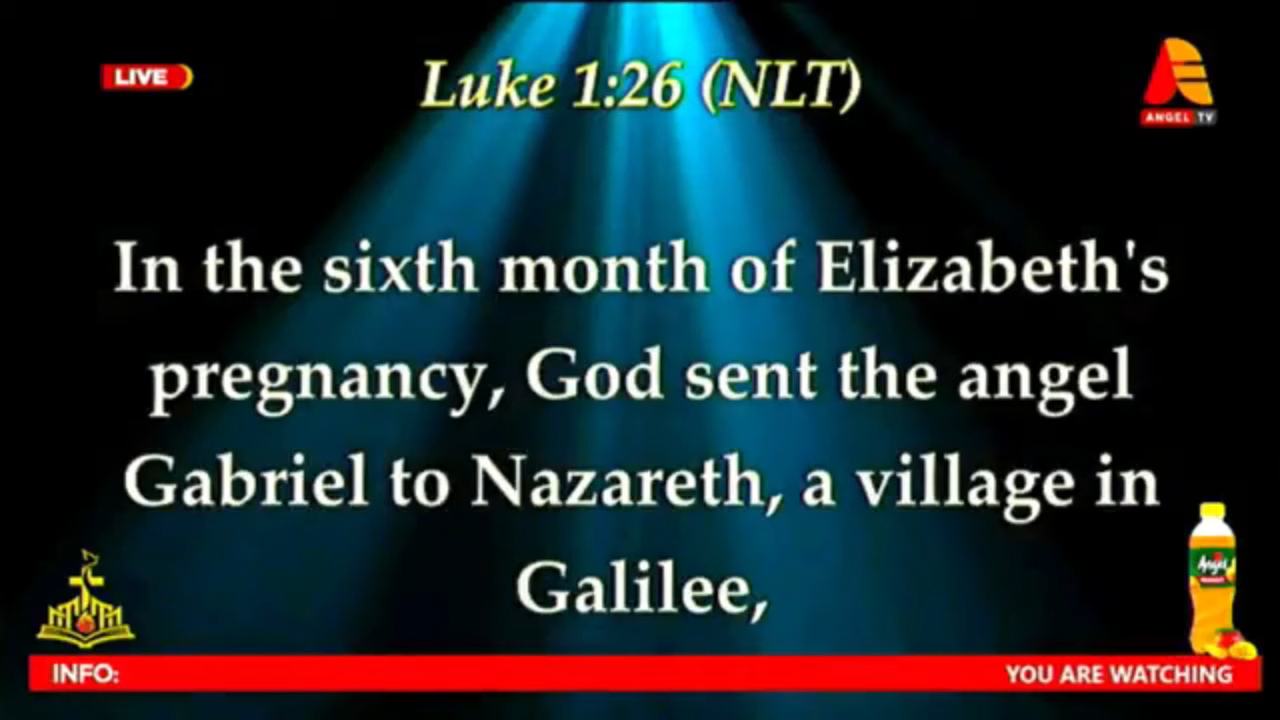 LIVE
Luke 1:26 (NLT)
ANGEL TV
In the sixth month of Elizabeth's
pregnancy, God sent the angel
Gabriel to Nazareth, a village in
Galilee,
Angel
INFO:
YOU ARE WATCHING